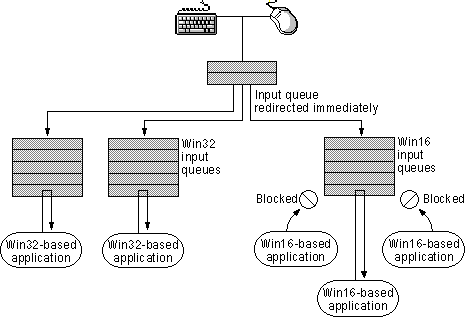 Input queue
redirected immediately
Win32
input
queues
Win16
input
queues
Blocked
Blocked
Win32-based
application
Win32-based
application
Win16-based
application
Win16-based
application
Win16-based
application